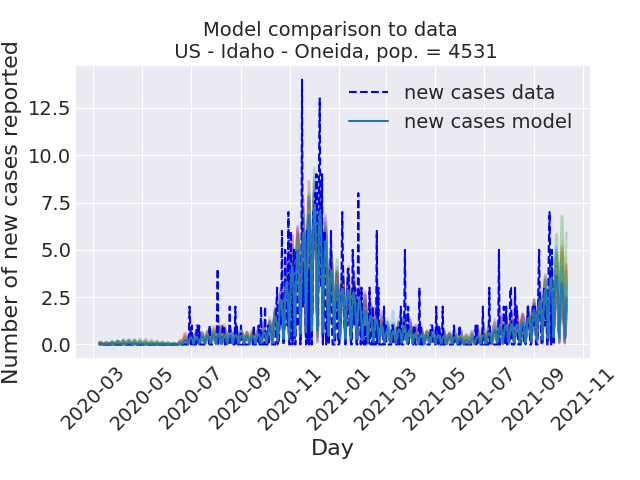 Model comparison to data
US - Idaho - Oneida, pop. = 4531
Number of new cases reported
12.5
10.0
7.5
5.0
2.5
0.0
new cases data
new cases model
2020-03
2020-05
2020-07
2020-09
2020-11
2021-01
2021-03
2021-05
2021-07
2021-09
2021-11
Day